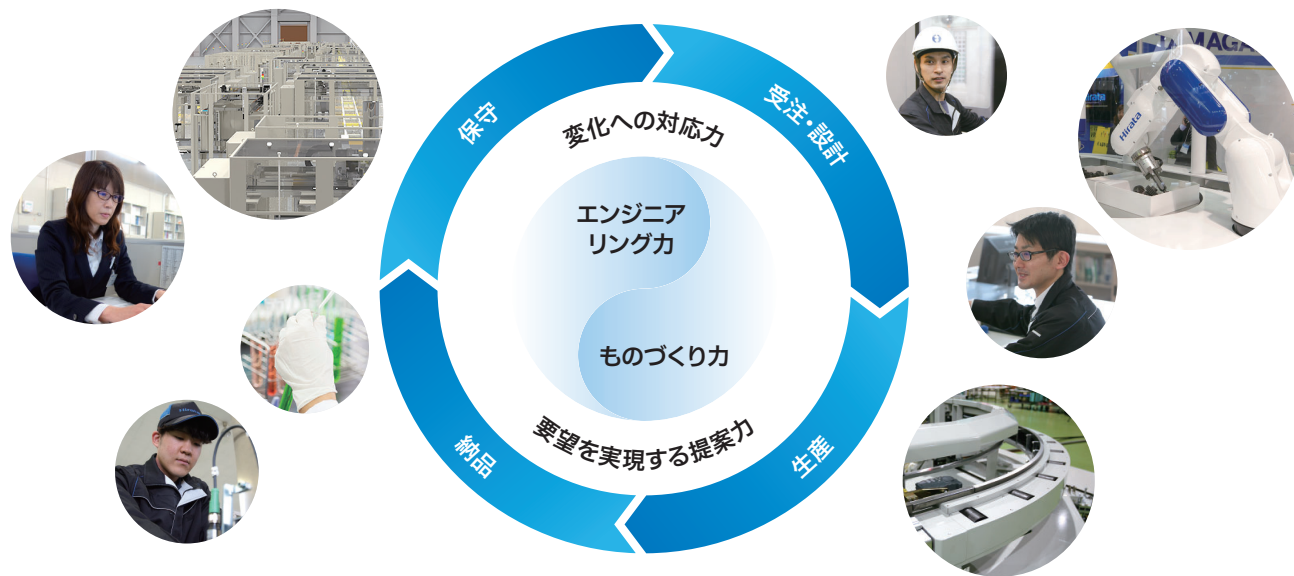 保守
受注・設計
変化への対応力
エンジニア
リング力
ものづくり力
要望を実現する提案力
納品
生産
Hirata
Hirata